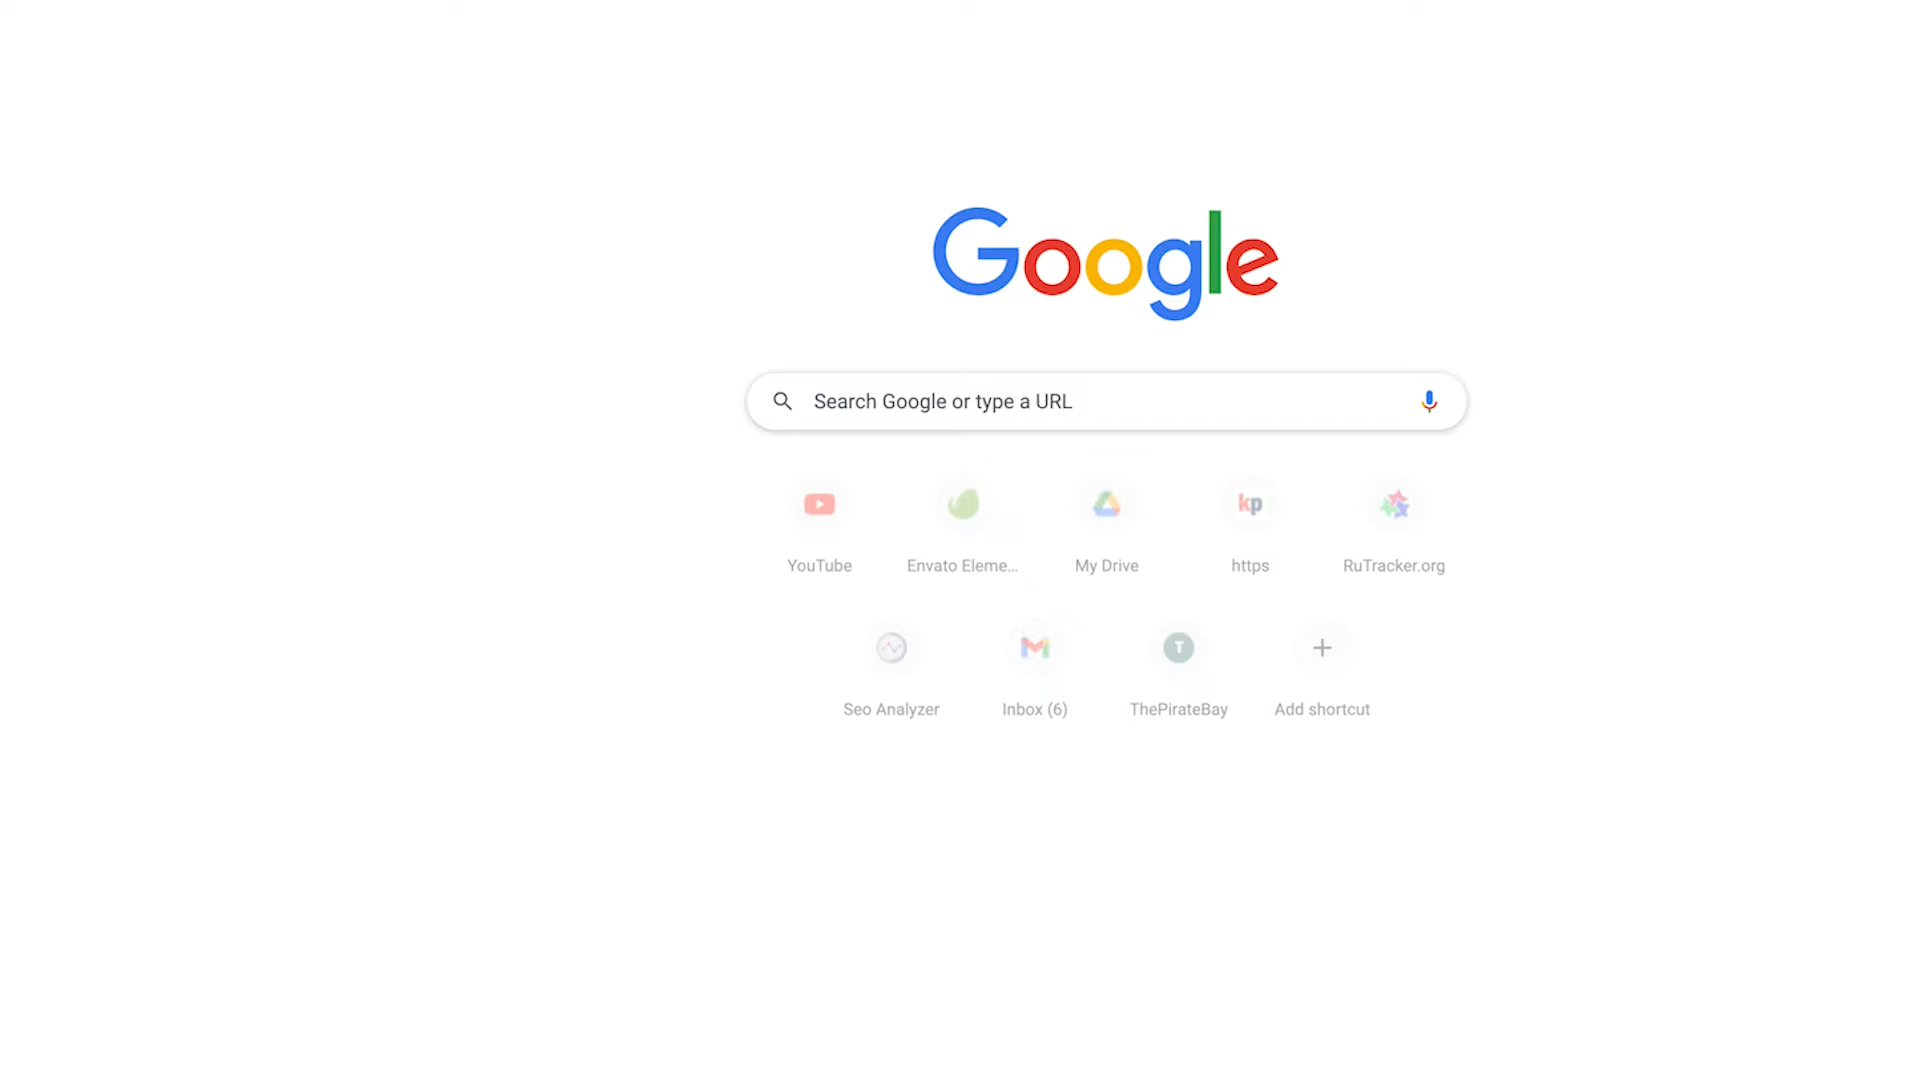 Google
Search Google or type a URL
YouTube
Envato Eleme...
My Drive
kp
https
RuTracker.org
Seo Analyzer
Inbox (6)
T
ThePirateBay
Add shortcut